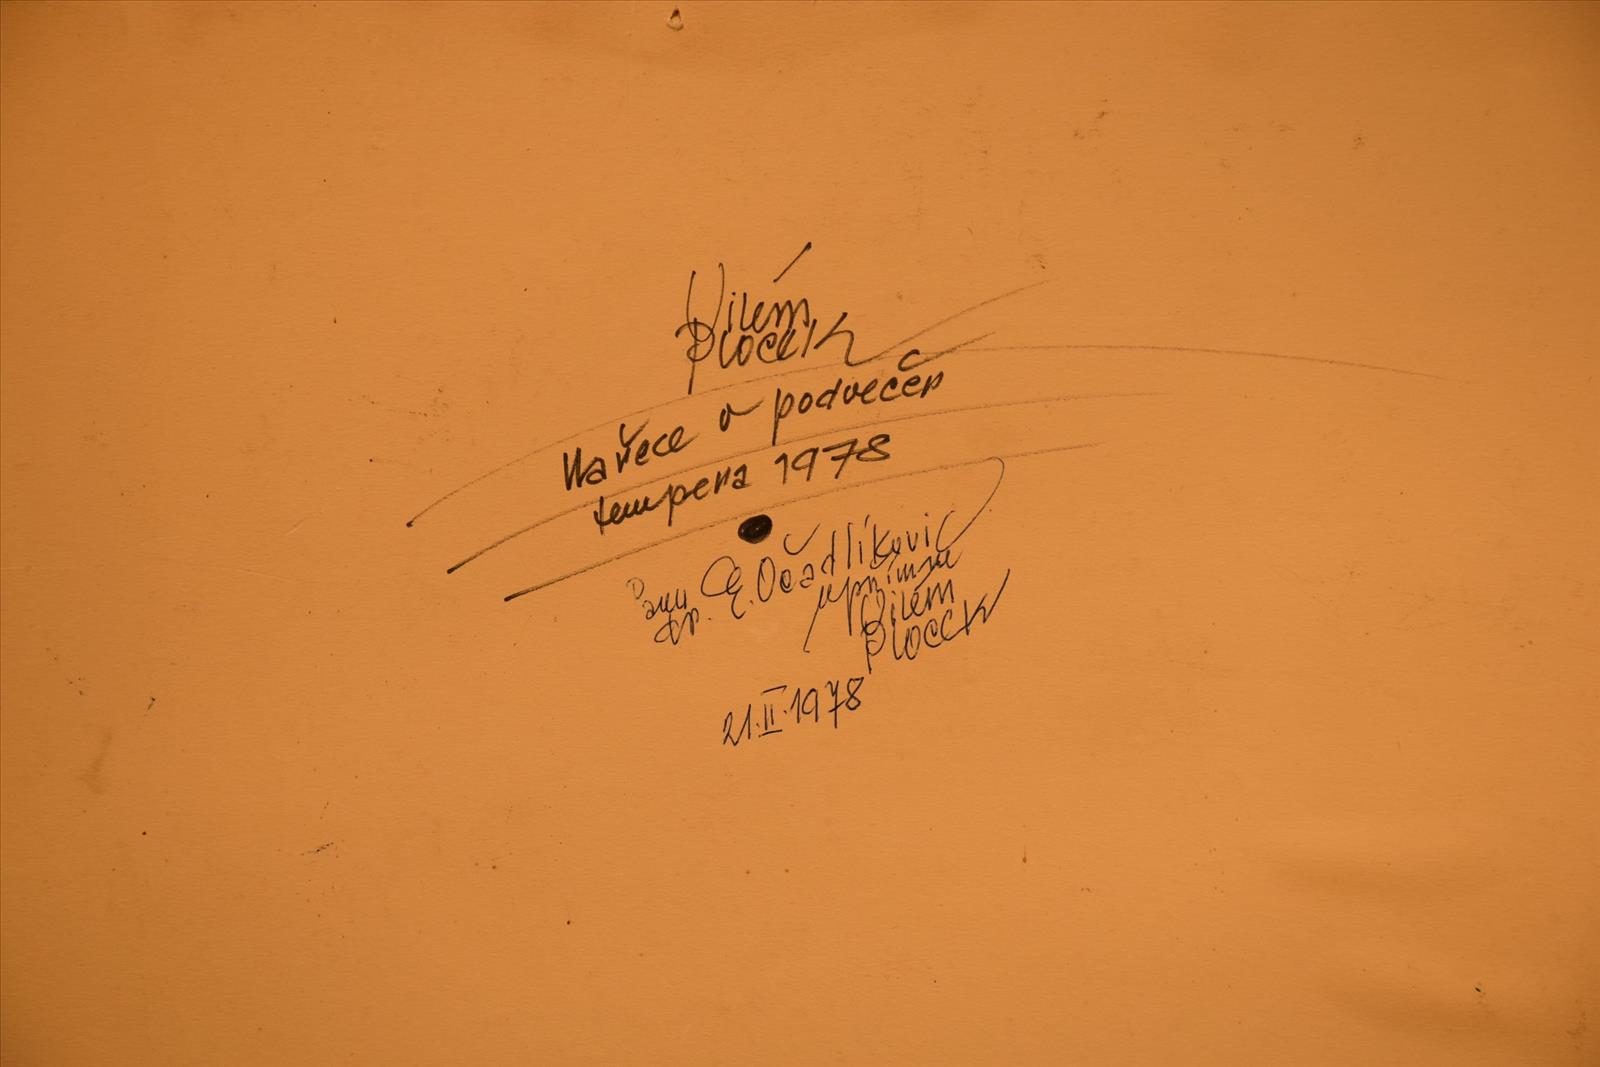 Vilém
Plocek
Na řece v podvečer
tempera 1978
Panu
Dr. E. Očadlíkovi
upřímně
Vilém
Plocek
21.II.1978